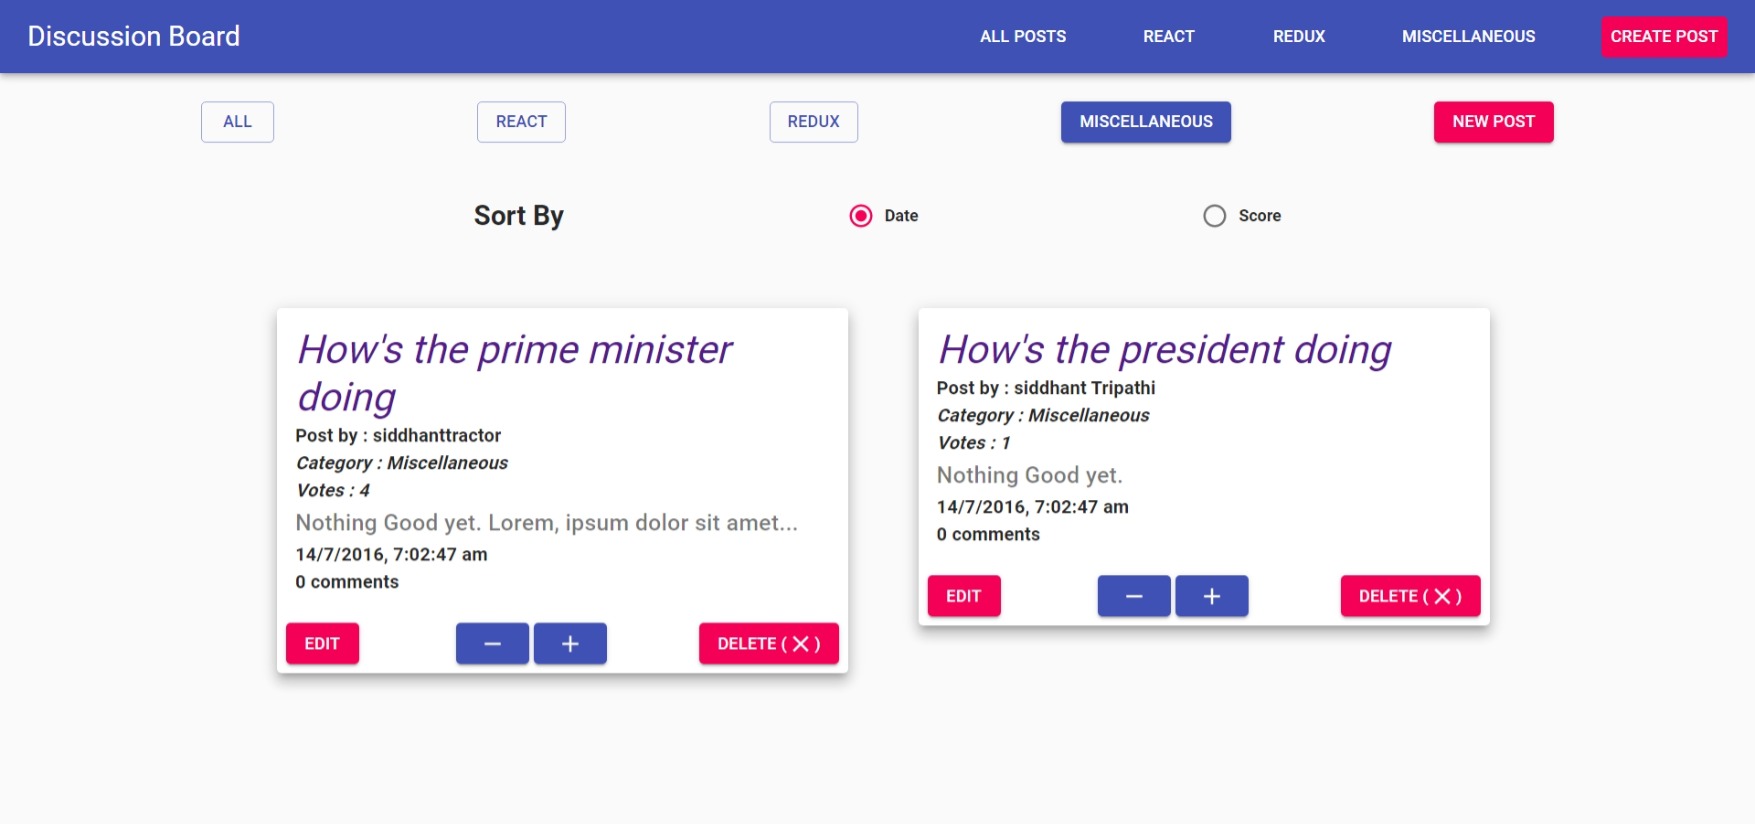 Discussion Board
ALL POSTS
REACT
REDUX
MISCELLANEOUS
CREATE POST
ALL
REACT
REDUX
MISCELLANEOUS
NEW POST
Sort By
Date
Score
How's the prime minister
doing
Post by : siddhanttractor
Category : Miscellaneous
Votes : 4
Nothing Good yet. Lorem, ipsum dolor sit amet...
14/7/2016, 7:02:47 am
0 comments
EDIT
−
+
DELETE ( ✕ )
How's the president doing
Post by : siddhant Tripathi
Category : Miscellaneous
Votes : 1
Nothing Good yet.
14/7/2016, 7:02:47 am
0 comments
EDIT
−
+
DELETE ( ✕ )